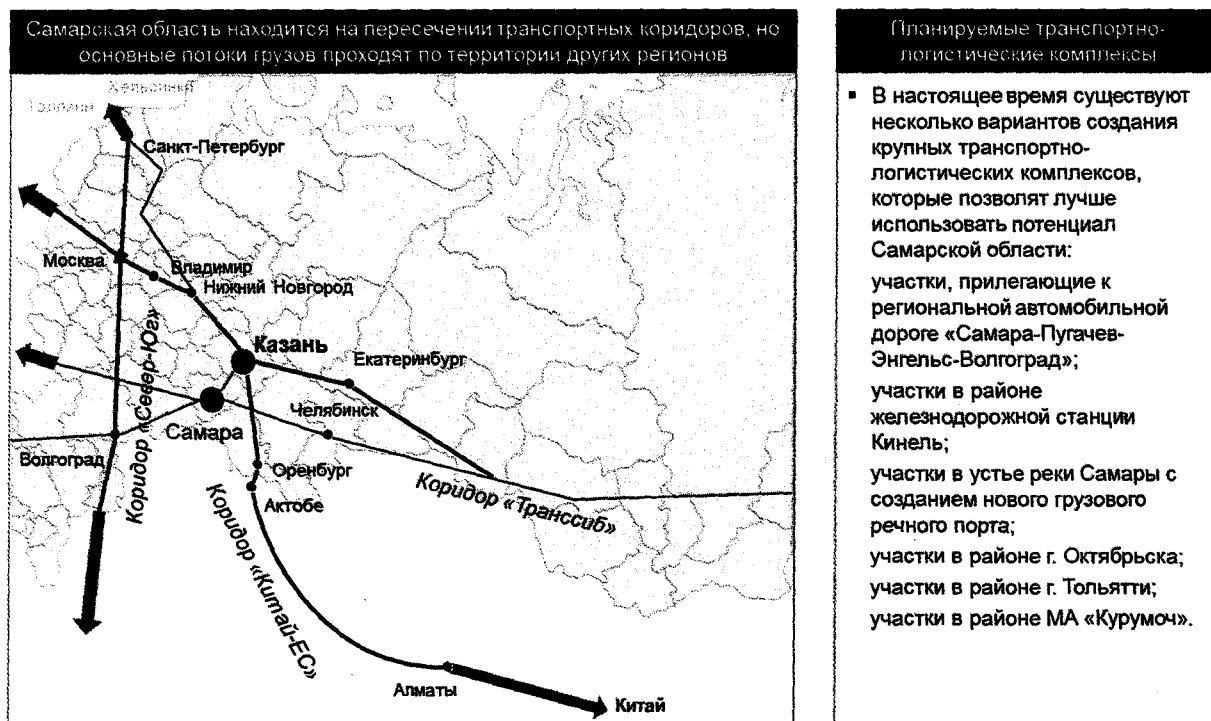 Самарская область находится на пересечении транспортных коридоров, но
основные потоки грузов проходят по территории других регионов
Хельсинки
Таллинн
Санкт-Петербург
Москва
Владимир
Нижний Новгород
Казань
Екатеринбург
Челябинск
Самара
Волгоград
Оренбург
Актобе
Коридор «Север-Юг»
Коридор «Транссиб»
Коридор «Китай-ЕС»
Алматы
Китай
Планируемые транспортно-
логистические комплексы
▪ В настоящее время существуют
несколько вариантов создания
крупных транспортно-
логистических комплексов,
которые позволят лучше
использовать потенциал
Самарской области:
участки, прилегающие к
региональной автомобильной
дороге «Самара-Пугачев-
Энгельс-Волгоград»;
участки в районе
железнодорожной станции
Кинель;
участки в устье реки Самары с
созданием нового грузового
речного порта;
участки в районе г. Октябрьска;
участки в районе г. Тольятти;
участки в районе МА «Курумоч».